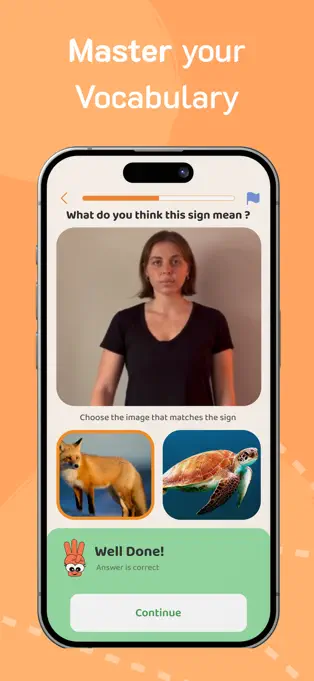 Master your
Vocabulary
What do you think this sign mean ?
Choose the image that matches the sign
Well Done!
Answer is correct
Continue